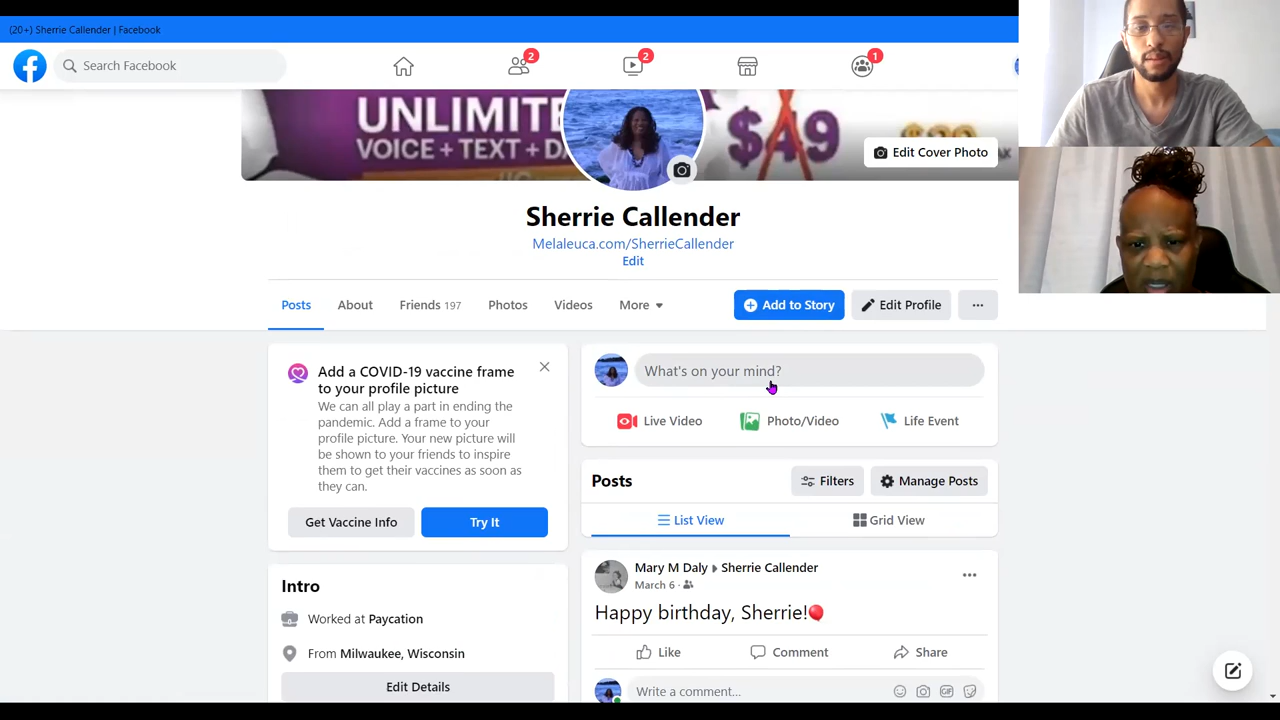 (20+) Sherrie Callender | Facebook
Search Facebook
2
2
1
UNLIMITE
VOICE + TEXT + D
$49
Edit Cover Photo
Sherrie Callender
Melaleuca.com/SherrieCallender
Edit
Posts About Friends 197 Photos Videos More
Add to Story
Edit Profile
Add a COVID-19 vaccine frame
to your profile picture
We can all play a part in ending the
pandemic. Add a frame to your
profile picture. Your new picture will
be shown to your friends to inspire
them to get their vaccines as soon as
they can.
Get Vaccine Info
Try It
Intro
Worked at Paycation
From Milwaukee, Wisconsin
Edit Details
What's on your mind?
Live Video
Photo/Video
Life Event
Posts
Filters
Manage Posts
List View
Grid View
Mary M Daly Sherrie Callender
March 6
Happy birthday, Sherrie!
Like
Comment
Share
Write a comment...
GIF